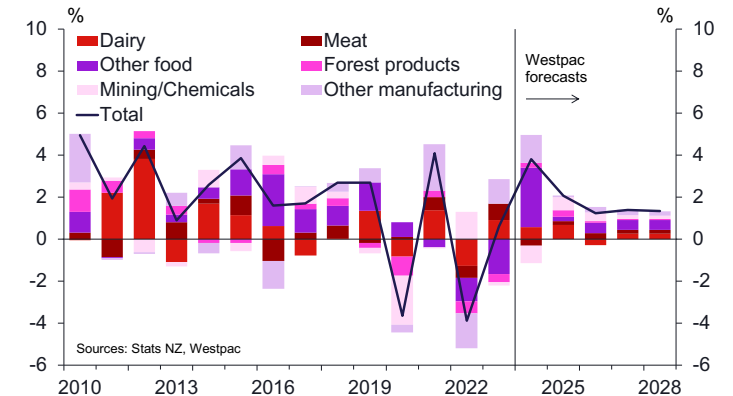 % %
10 10
Dairy Meat
8 8
Other food Forest products
Westpac
forecasts
Mining/Chemicals Other manufacturing
6 6
Total
4 4
2 2
0 0
-2 -2
-4 -4
Sources: Stats NZ, Westpac
-6 -6
2010 2013 2016 2019 2022 2025 2028